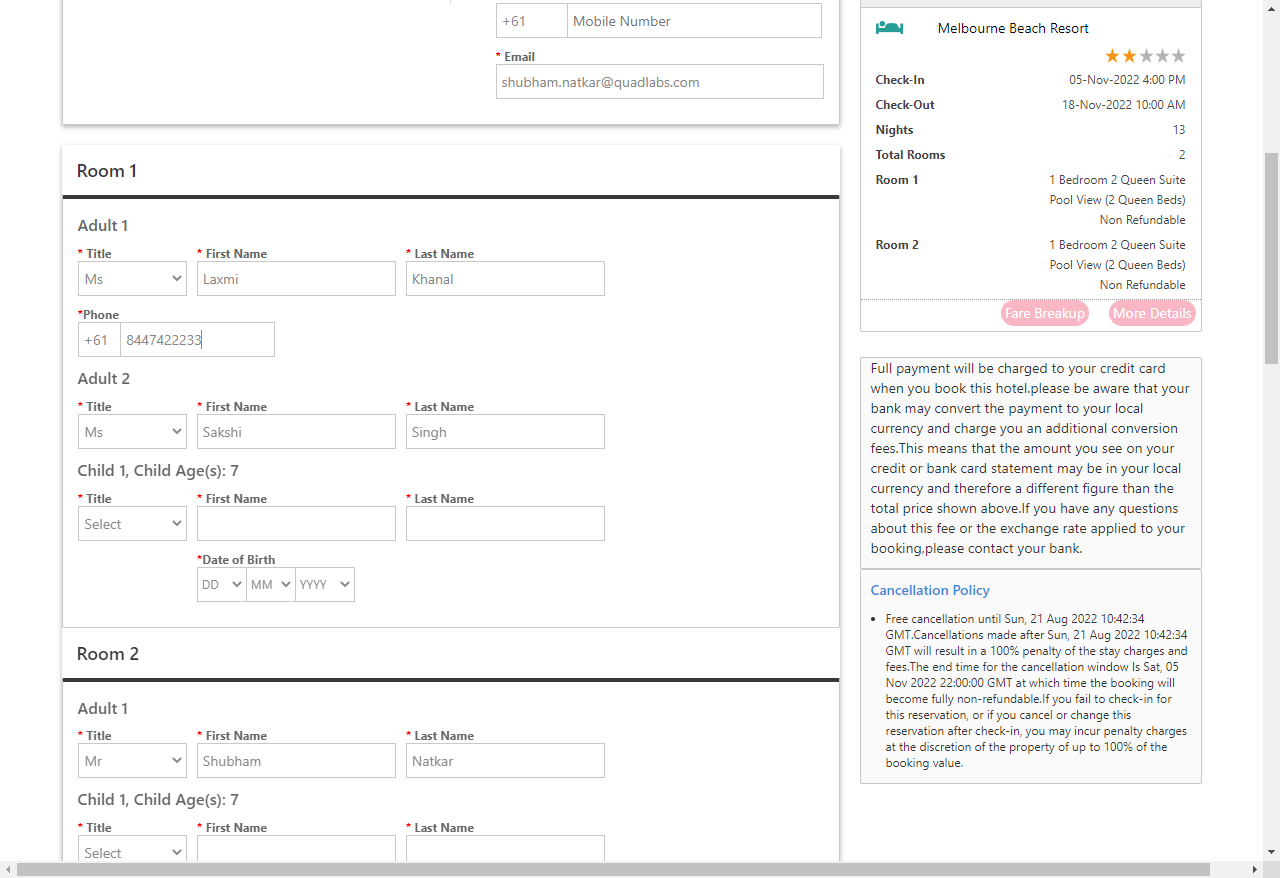 +61 Mobile Number
* Email
shubham.natkar@quadlabs.com
Room 1
Adult 1
* Title * First Name * Last Name
Ms Laxmi Khanal
*Phone
+61 8447422233
Adult 2
* Title * First Name * Last Name
Ms Sakshi Singh
Child 1, Child Age(s): 7
* Title * First Name * Last Name
Select
*Date of Birth
DD MM YYYY
Room 2
Adult 1
* Title * First Name * Last Name
Mr Shubham Natkar
Child 1, Child Age(s): 7
* Title * First Name * Last Name
Select
Melbourne Beach Resort
Check-In 05-Nov-2022 4:00 PM
Check-Out 18-Nov-2022 10:00 AM
Nights 13
Total Rooms 2
Room 1 1 Bedroom 2 Queen Suite
Pool View (2 Queen Beds)
Non Refundable
Room 2 1 Bedroom 2 Queen Suite
Pool View (2 Queen Beds)
Non Refundable
Fare Breakup More Details
Full payment will be charged to your credit card
when you book this hotel.please be aware that your
bank may convert the payment to your local
currency and charge you an additional conversion
fees.This means that the amount you see on your
credit or bank card statement may be in your local
currency and therefore a different figure than the
total price shown above.If you have any questions
about this fee or the exchange rate applied to your
booking,please contact your bank.
Cancellation Policy
• Free cancellation until Sun, 21 Aug 2022 10:42:34
GMT.Cancellations made after Sun, 21 Aug 2022 10:42:34
GMT will result in a 100% penalty of the stay charges and
fees.The end time for the cancellation window Is Sat, 05
Nov 2022 22:00:00 GMT at which time the booking will
become fully non-refundable.If you fail to check-in for
this reservation, or if you cancel or change this
reservation after check-in, you may incur penalty charges
at the discretion of the property of up to 100% of the
booking value.